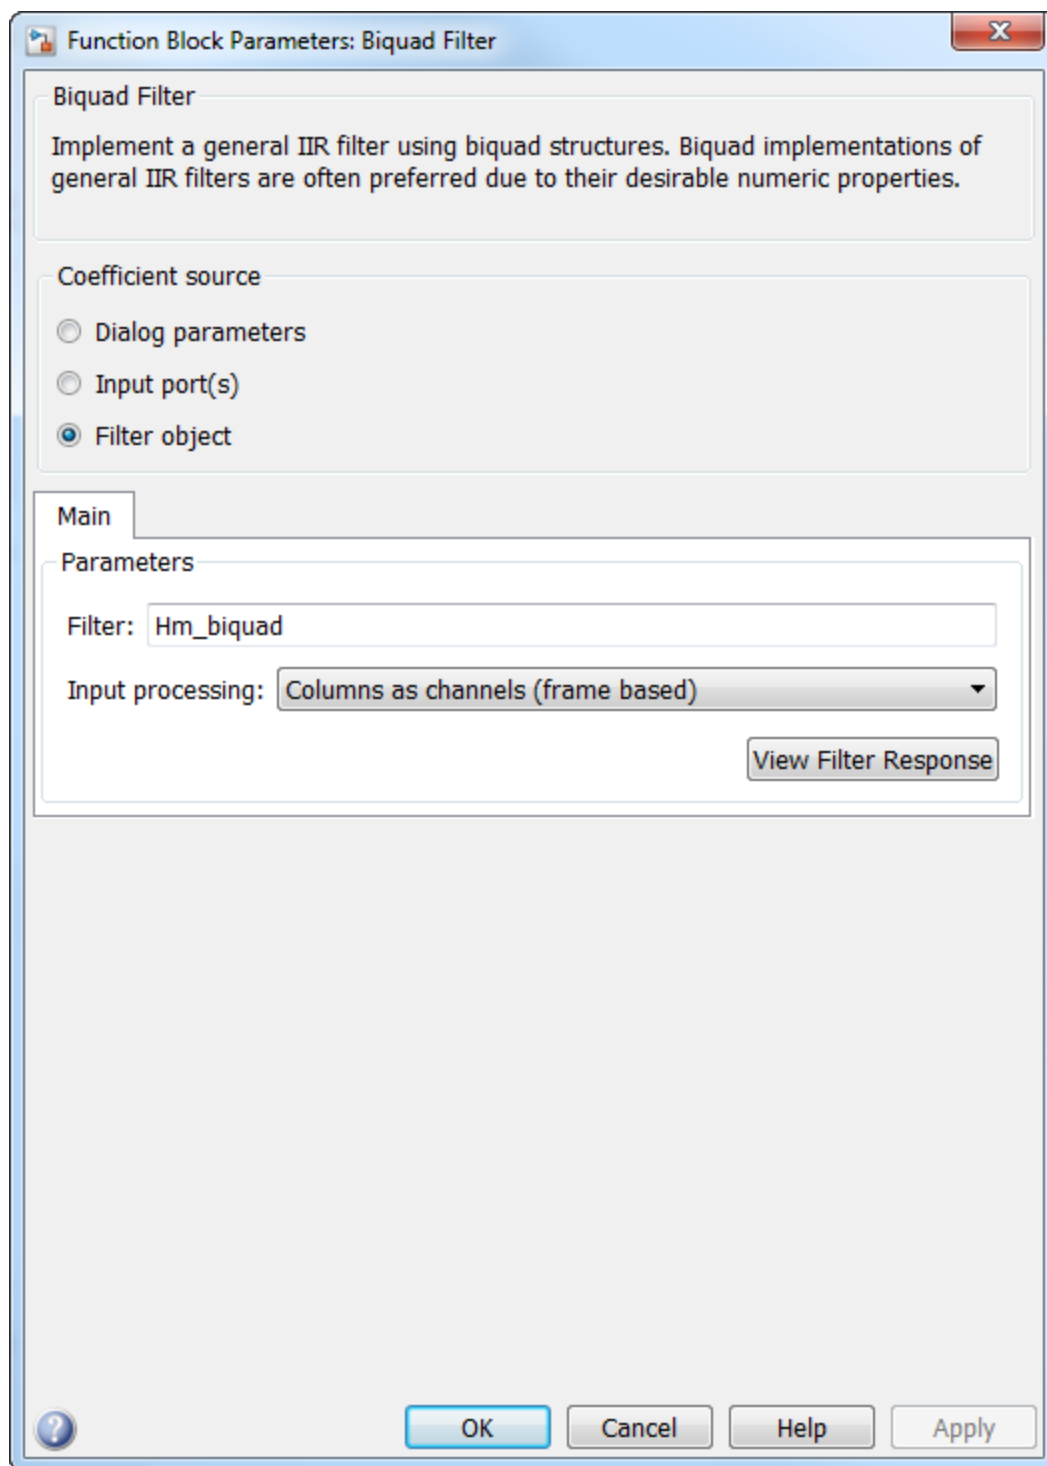 Function Block Parameters: Biquad Filter
Biquad Filter
Implement a general IIR filter using biquad structures. Biquad implementations of
general IIR filters are often preferred due to their desirable numeric properties.
Coefficient source
Dialog parameters
Input port(s)
Filter object
Main
Parameters
Filter: Hm_biquad
Input processing: Columns as channels (frame based)
View Filter Response
? OK Cancel Help Apply